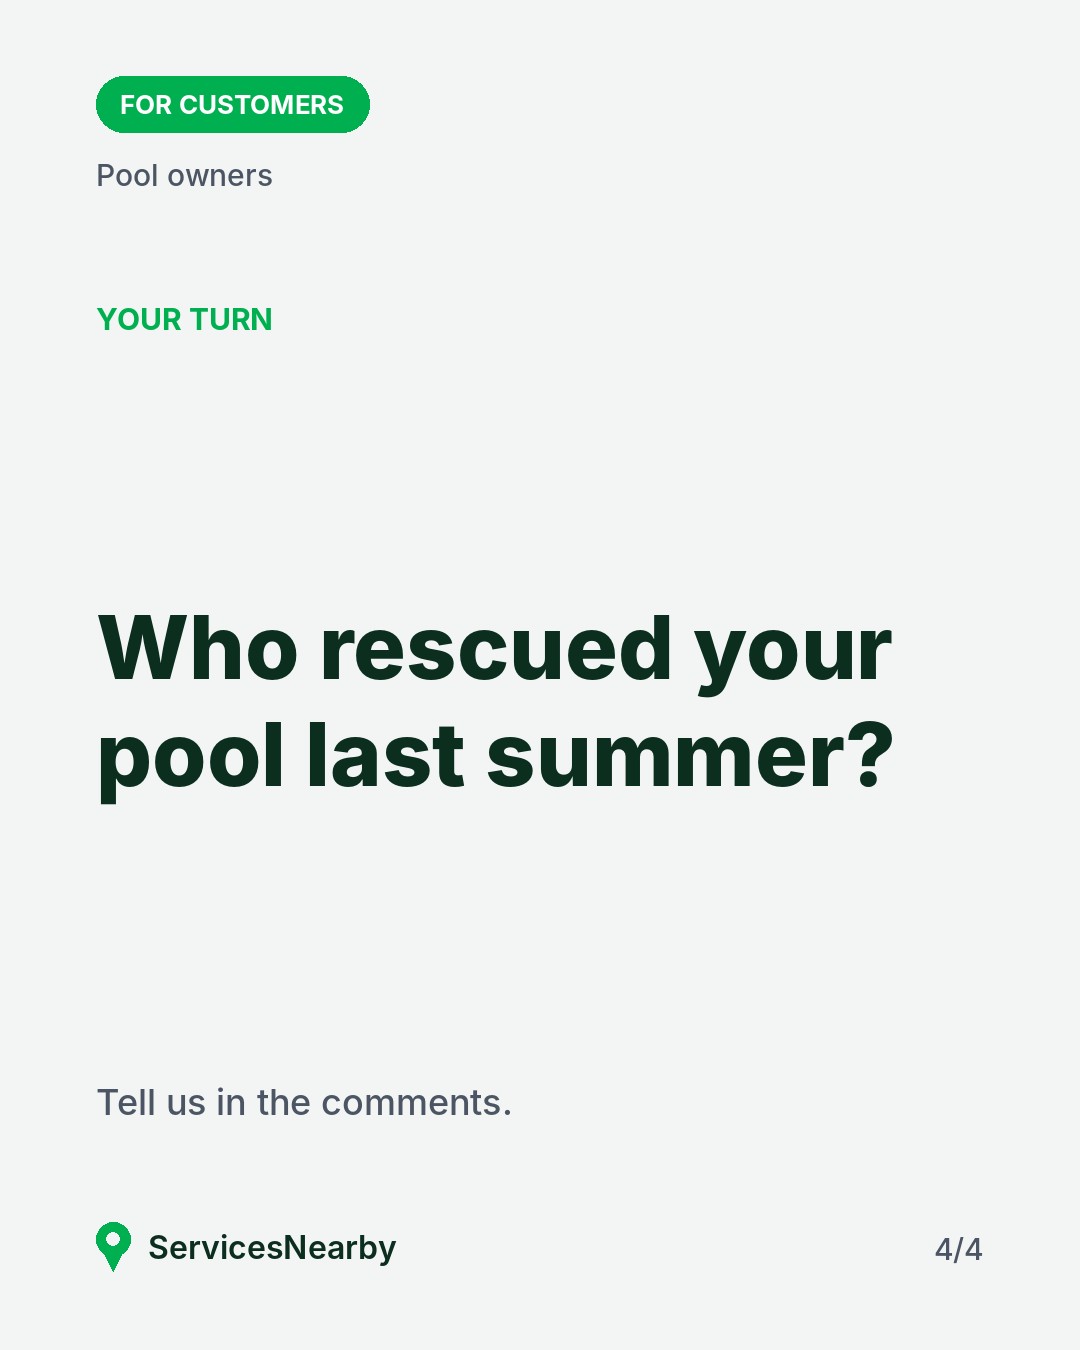 FOR CUSTOMERS
Pool owners
YOUR TURN
Who rescued your
pool last summer?
Tell us in the comments.
ServicesNearby
4/4